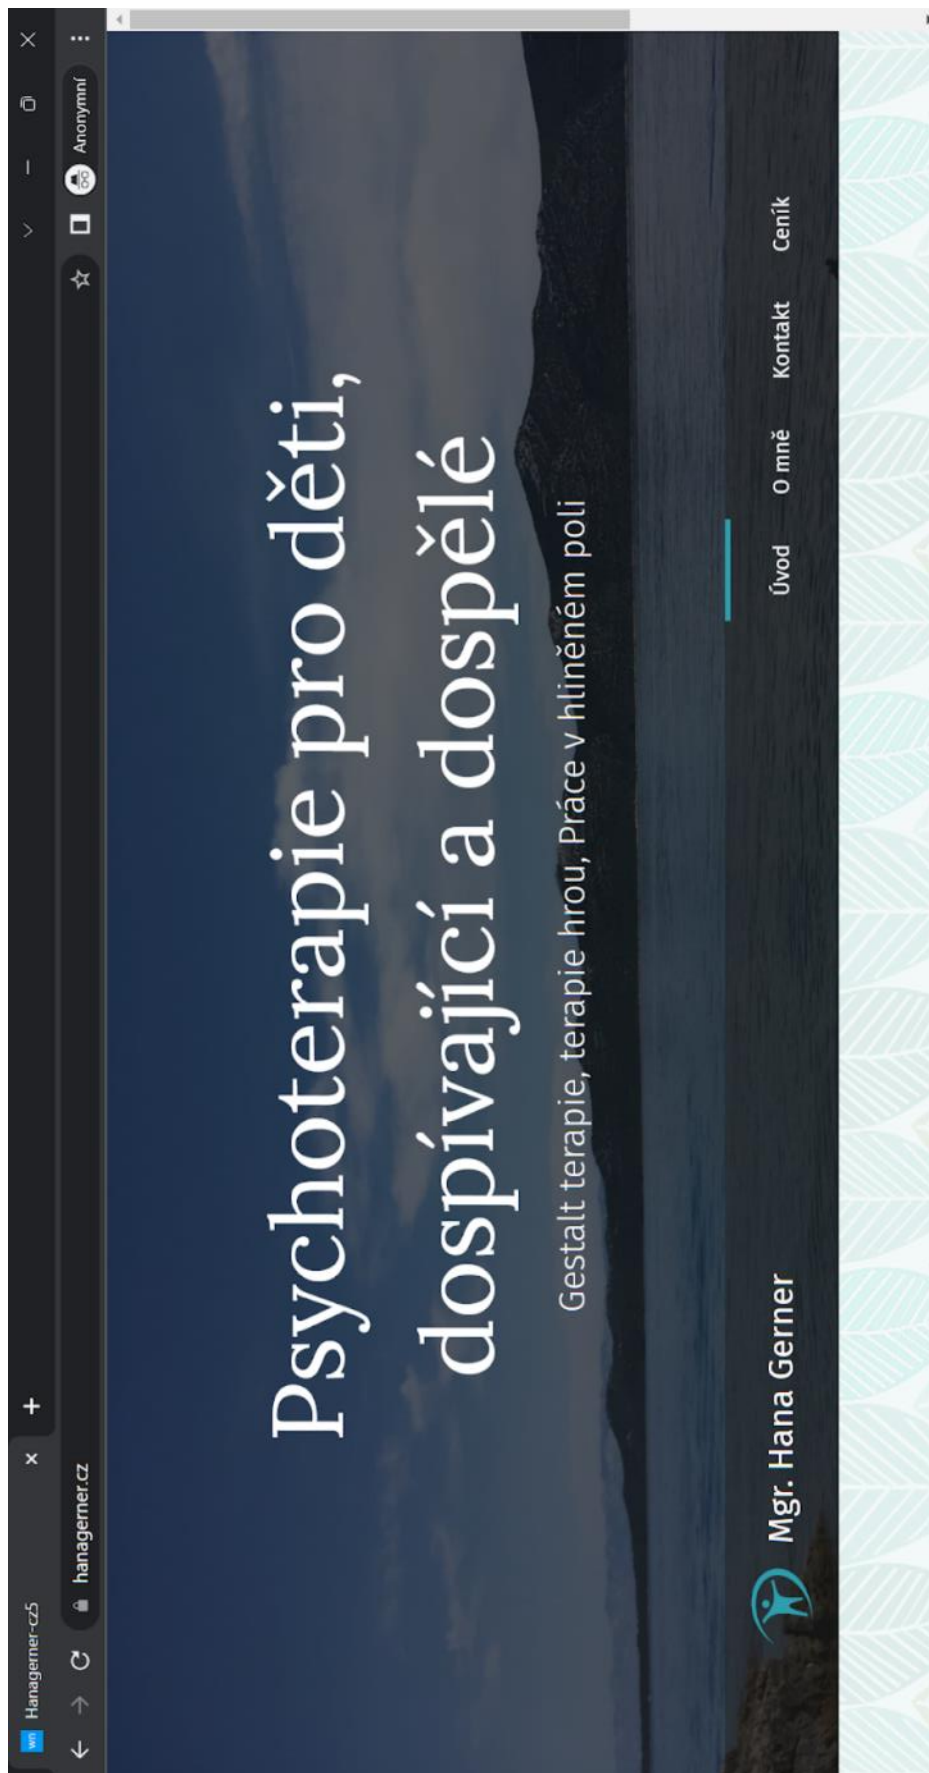 Hanagerner-cz5
hanagerner.cz
Anonymní
Psychoterapie pro děti,
dospívající a dospělé
Gestalt terapie, terapie hrou, Práce v hliněném poli
Mgr. Hana Gerner
Úvod
O mně
Kontakt
Ceník